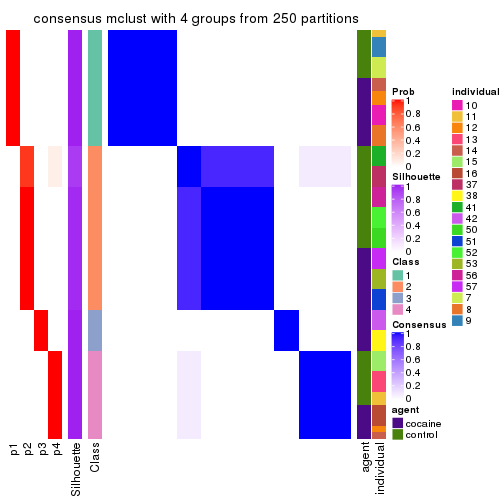 consensus mclust with 4 groups from 250 partitions
Prob
1
0.8
0.6
0.4
0.2
0
Silhouette
1
0.8
0.6
0.4
0.2
0
Class
1
2
3
4
Consensus
1
0.8
0.6
0.4
0.2
0
agent
cocaine
control
individual
10
11
12
13
14
15
16
37
38
41
42
50
51
52
53
56
57
7
8
9
p1
p2
p3
p4
Silhouette
Class
agent
individual